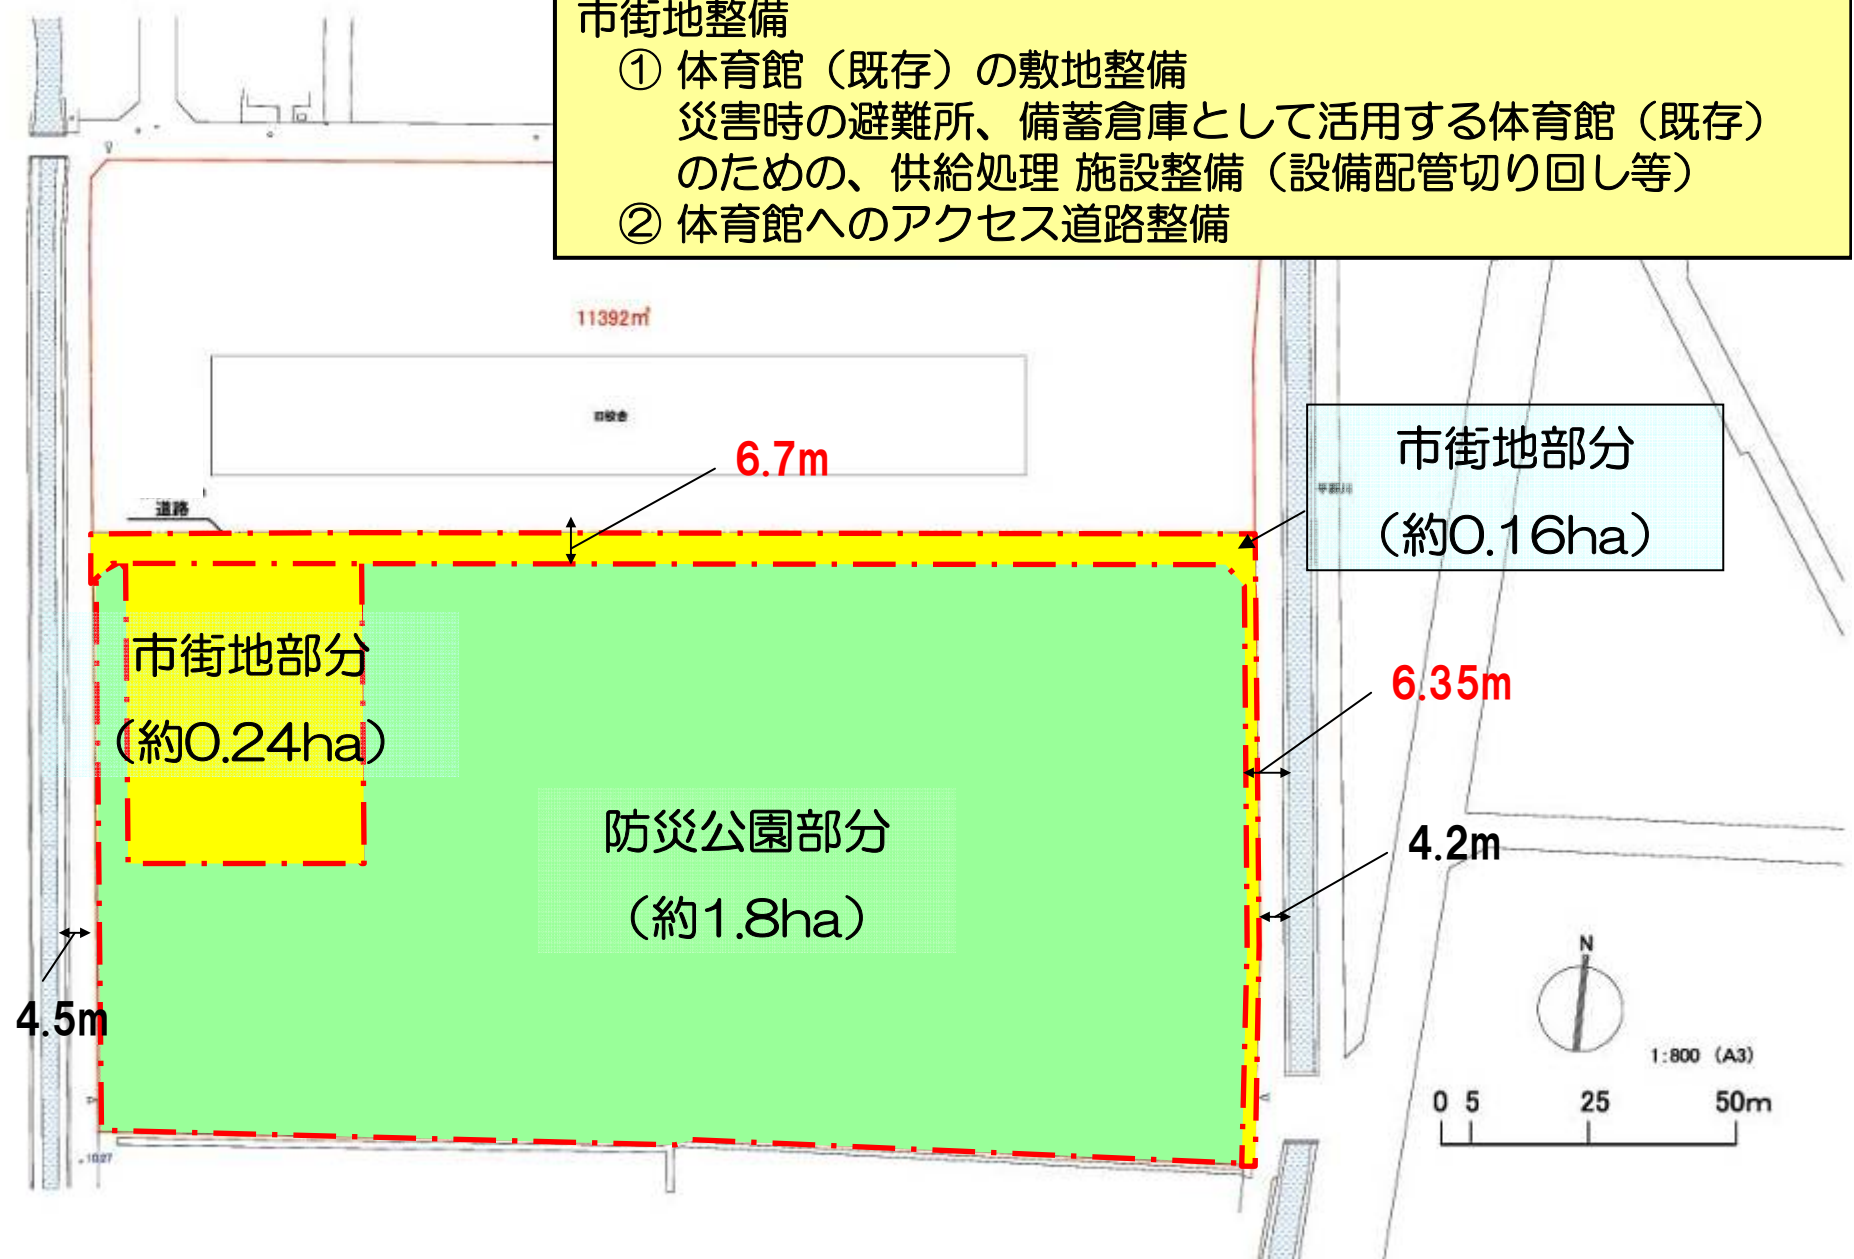 市街地整備
① 体育館（既存）の敷地整備
災害時の避難所、備蓄倉庫として活用する体育館（既存）
のための、供給処理 施設整備（設備配管切り回し等）
② 体育館へのアクセス道路整備
11392㎡
旧校舎
6.7m
道路
市街地部分
（約0.16ha）
市街地部分
（約0.24ha）
6.35m
防災公園部分
（約1.8ha）
4.2m
4.5m
N
1:800 (A3)
0 5 25 50m